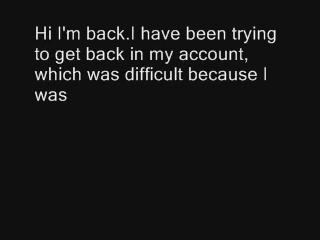 Hi I'm back.I have been trying
to get back in my account,
which was difficult because I
was